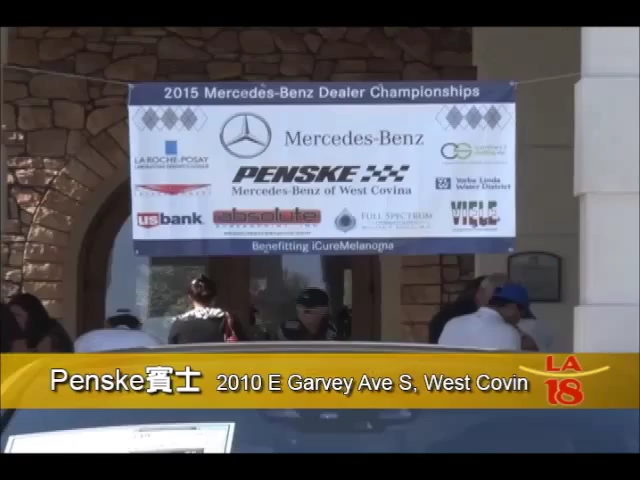 2015 Mercedes-Benz Dealer Championships
Mercedes-Benz
LA ROCHE-POSAY
PENSKE
Mercedes-Benz of West Covina
Yorba Linda
Water District
usbank
absolute
FULL SPECTRUM
VIELE
Benefitting iCureMelanoma
Penske賓士 2010 E Garvey Ave S, West Covin
LA
18